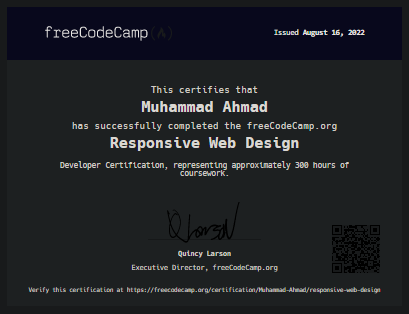 freeCodeCamp(A)
Issued August 16, 2022
This certifies that
Muhammad Ahmad
has successfully completed the freeCodeCamp.org
Responsive Web Design
Developer Certification, representing approximately 300 hours of
coursework.
Quincy Larson
Executive Director, freeCodeCamp.org
Verify this certification at https://freecodecamp.org/certification/Muhammad-Ahmad/responsive-web-design